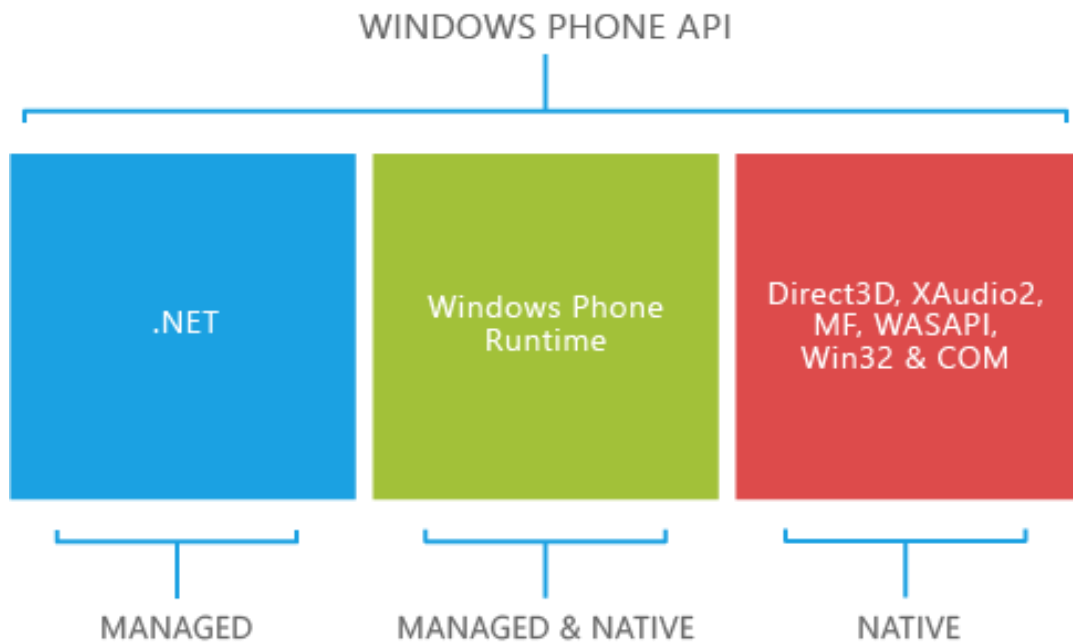 WINDOWS PHONE API
.NET
Windows Phone
Runtime
Direct3D, XAudio2,
MF, WASAPI,
Win32 & COM
MANAGED
MANAGED & NATIVE
NATIVE